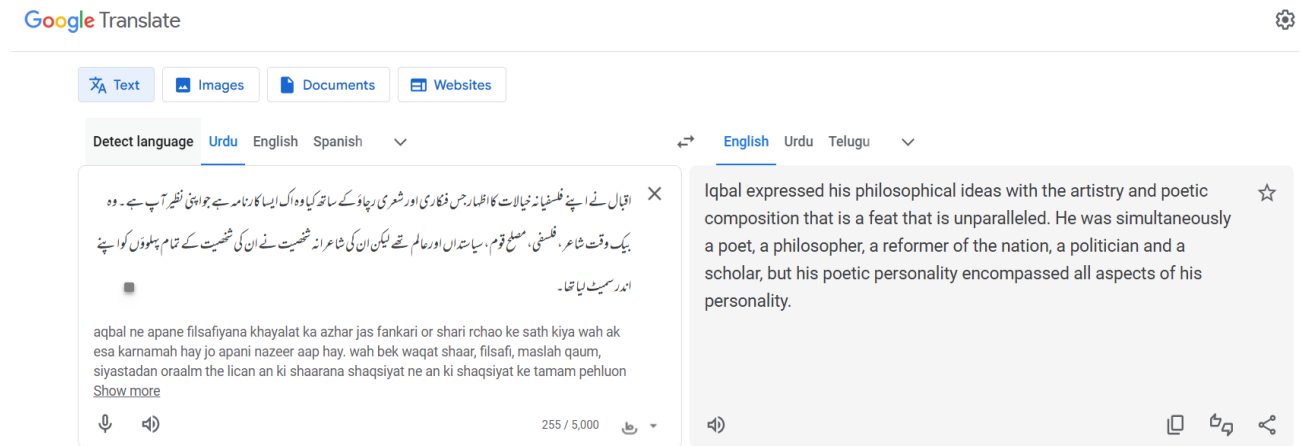 Google Translate
Text Images Documents Websites
Detect language Urdu English Spanish
English Urdu Telugu
اقبال نے اپنے فلسفیانہ خیالات کا اظہار جس فنکاری اور شعری رچاؤ کے ساتھ کیا وہ اک ایسا کارنامہ ہے جو اپنی نظیر آپ ہے ۔ وہ
بیک وقت شاعر، فلسفی، مصلح قوم، سیاستداں اور عالم تھے لیکن ان کی شاعرانہ شخصیت نے ان کی شخصیت کے تمام پہلوؤں کو اپنے
اندر سمیٹ لیا تھا۔
aqbal ne apane filsafiyana khayalat ka azhar jas fankari or shari rchao ke sath kiya wah ak
esa karnamah hay jo apani nazeer aap hay. wah bek waqat shaar, filsafi, maslah qaum,
siyastadan oraalm the lican an ki shaarana shaqsiyat ne an ki shaqsiyat ke tamam pehluon
Show more
255 / 5,000
Iqbal expressed his philosophical ideas with the artistry and poetic
composition that is a feat that is unparalleled. He was simultaneously
a poet, a philosopher, a reformer of the nation, a politician and a
scholar, but his poetic personality encompassed all aspects of his
personality.